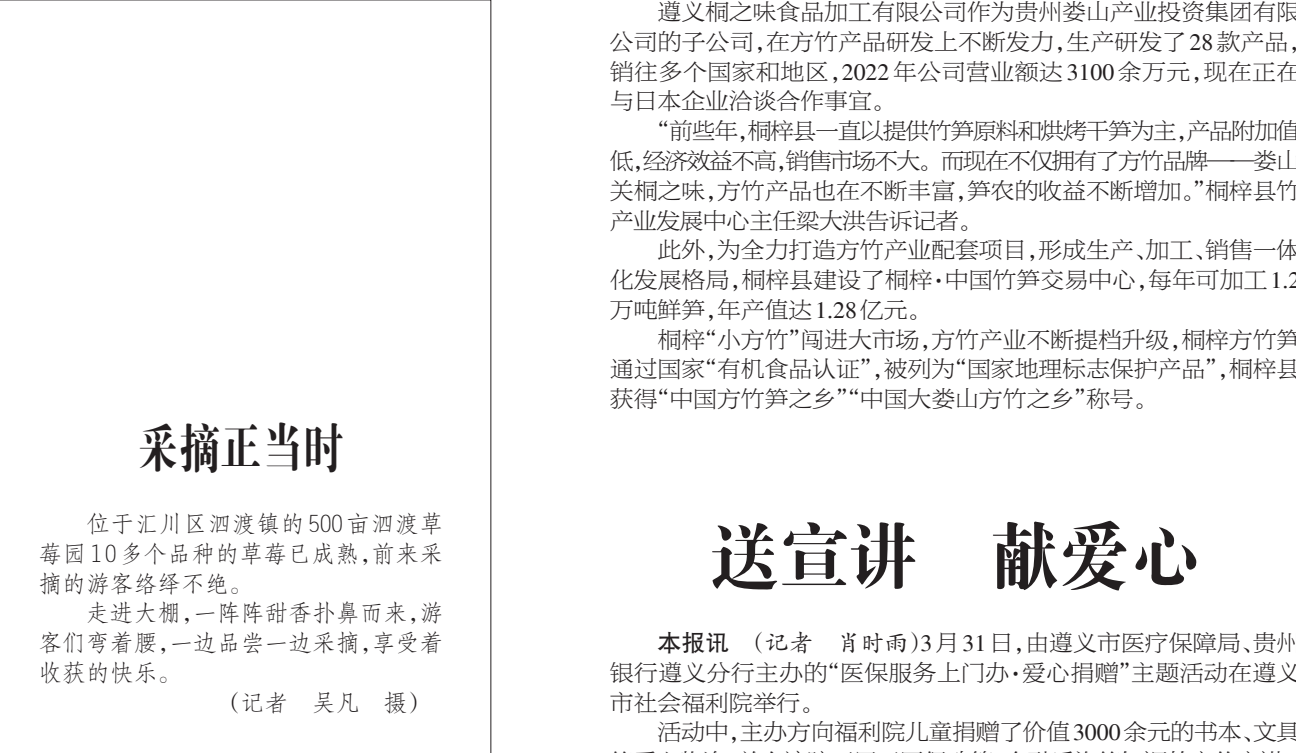 采摘正当时
位于汇川区泗渡镇的500亩泗渡草
莓园10多个品种的草莓已成熟,前来采
摘的游客络绎不绝。
走进大棚,一阵阵甜香扑鼻而来,游
客们弯着腰,一边品尝一边采摘,享受着
收获的快乐。
(记者 吴凡 摄)
遵义桐之味食品加工有限公司作为贵州娄山产业投资集团有限
公司的子公司,在方竹产品研发上不断发力,生产研发了28款产品,
销往多个国家和地区,2022年公司营业额达3100余万元,现在正在
与日本企业洽谈合作事宜。
“前些年,桐梓县一直以提供竹笋原料和烘烤干笋为主,产品附加值
低,经济效益不高,销售市场不大。而现在不仅拥有了方竹品牌——娄山
关桐之味,方竹产品也在不断丰富,笋农的收益不断增加。”桐梓县竹
产业发展中心主任梁大洪告诉记者。
此外,为全力打造方竹产业配套项目,形成生产、加工、销售一体
化发展格局,桐梓县建设了桐梓·中国竹笋交易中心,每年可加工1.2
万吨鲜笋,年产值达1.28亿元。
桐梓“小方竹”闯进大市场,方竹产业不断提档升级,桐梓方竹笋
通过国家“有机食品认证”,被列为“国家地理标志保护产品”,桐梓县
获得“中国方竹笋之乡”“中国大娄山方竹之乡”称号。
送宣讲 献爱心
本报讯 (记者 肖时雨)3月31日,由遵义市医疗保障局、贵州
银行遵义分行主办的“医保服务上门办·爱心捐赠”主题活动在遵义
市社会福利院举行。
活动中,主办方向福利院儿童捐赠了价值3000余元的书本、文具